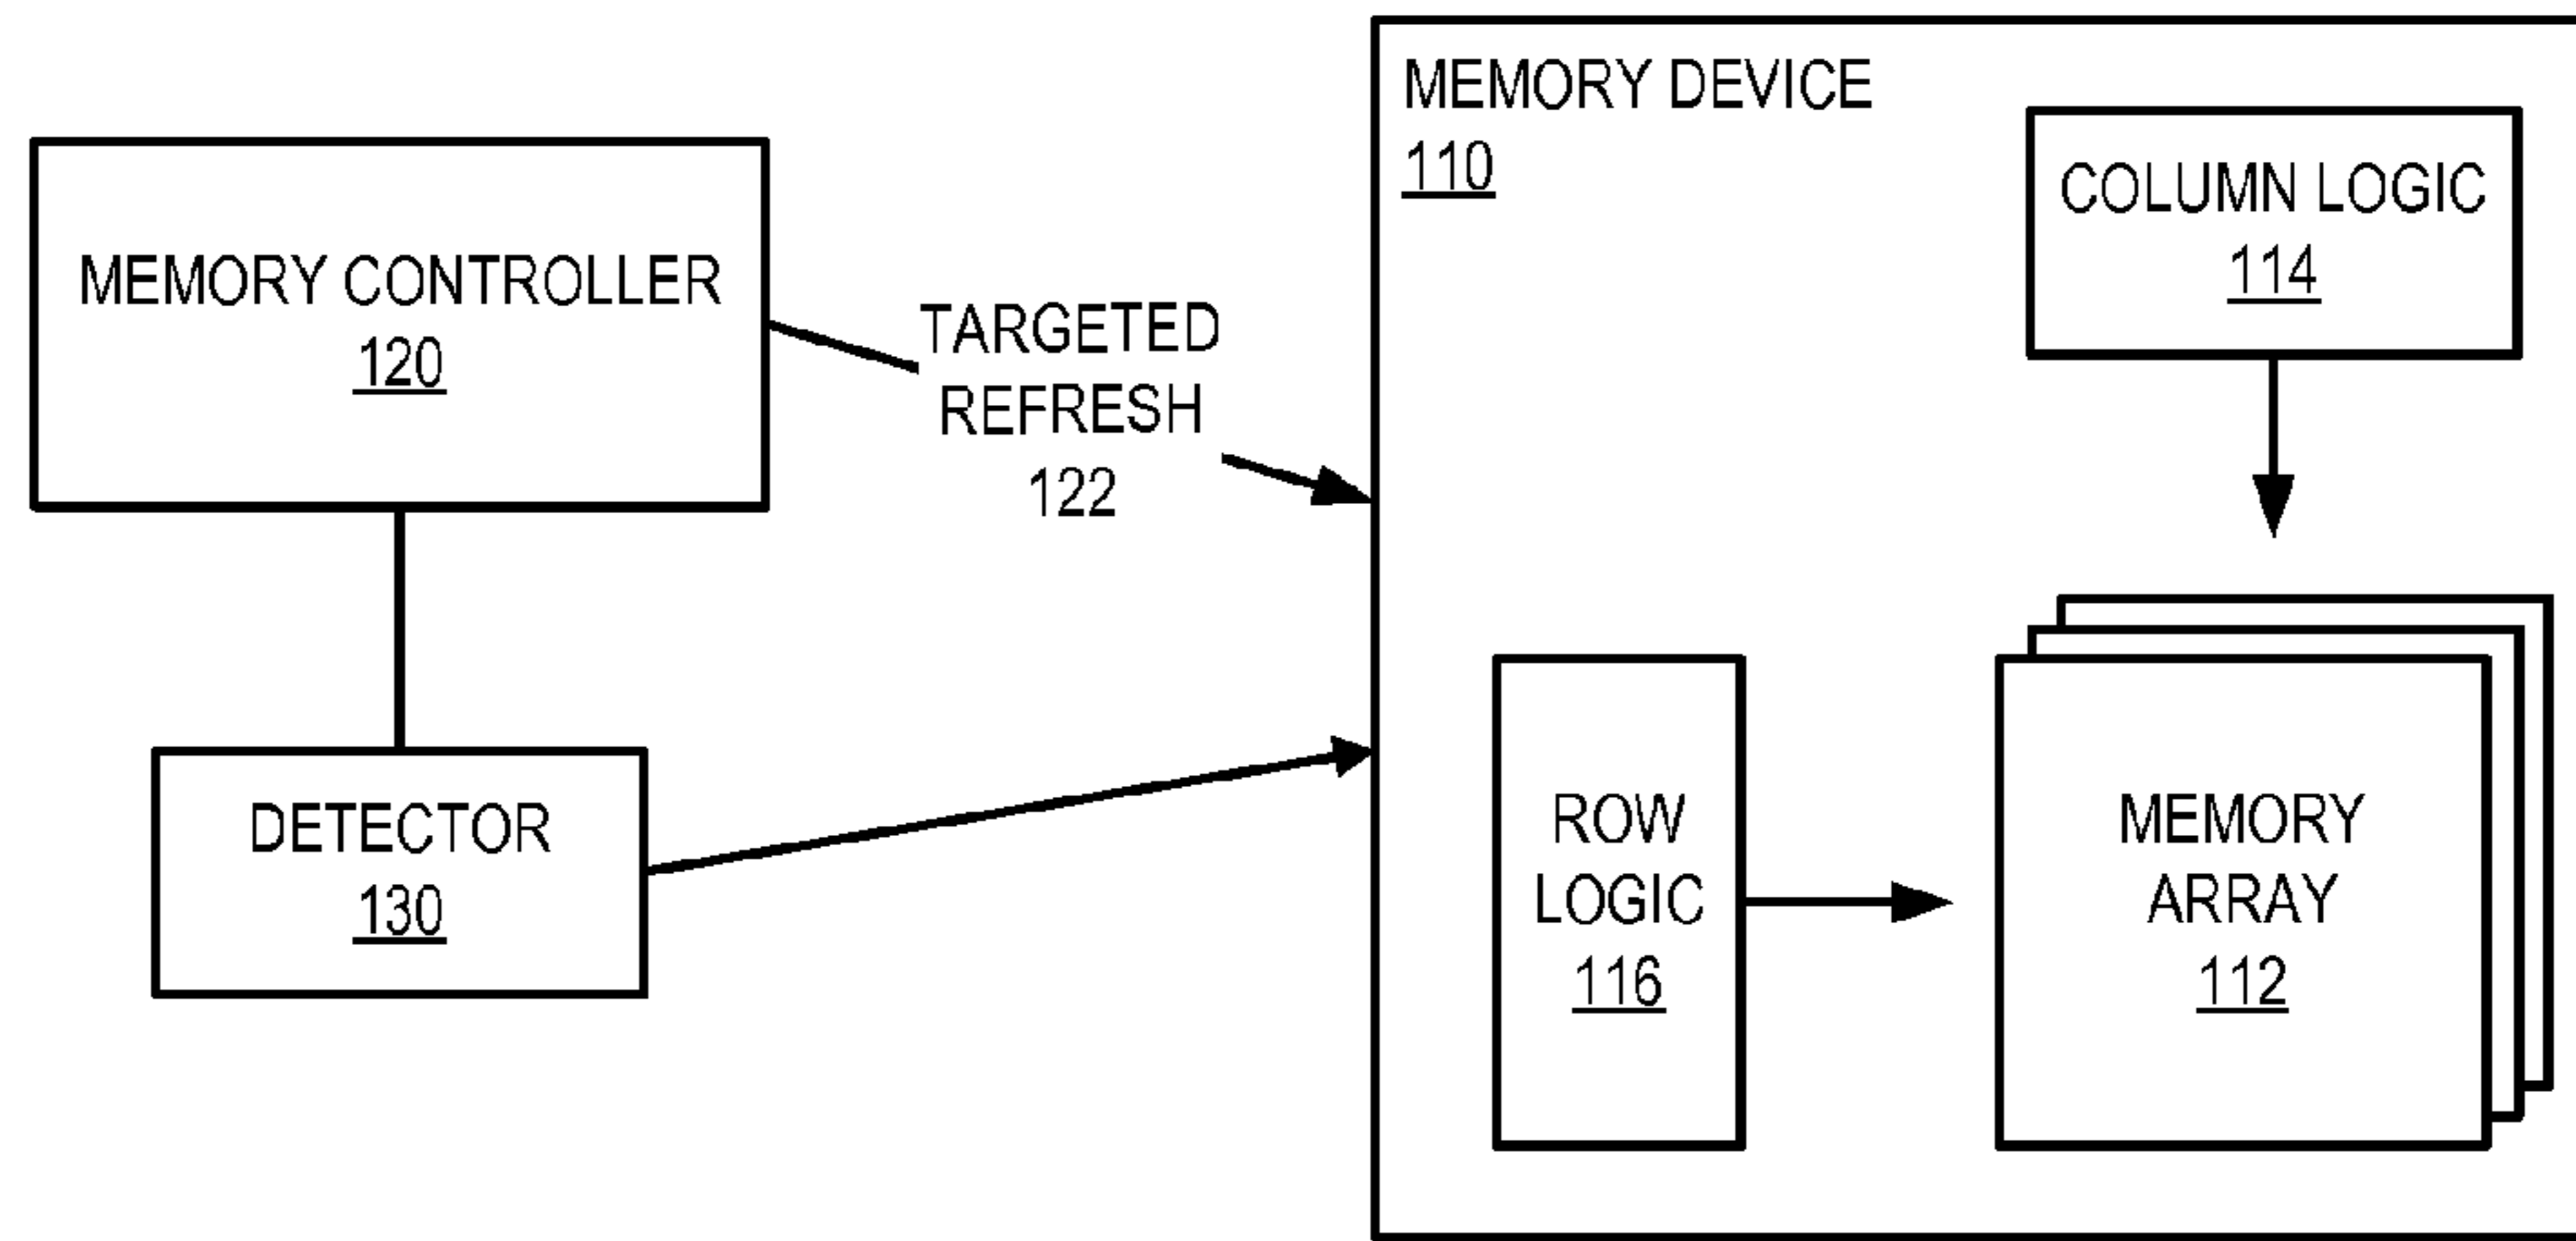 MEMORY CONTROLLER
120
TARGETED
REFRESH
122
DETECTOR
130
MEMORY DEVICE
110
COLUMN LOGIC
114
ROW
LOGIC
116
MEMORY
ARRAY
112